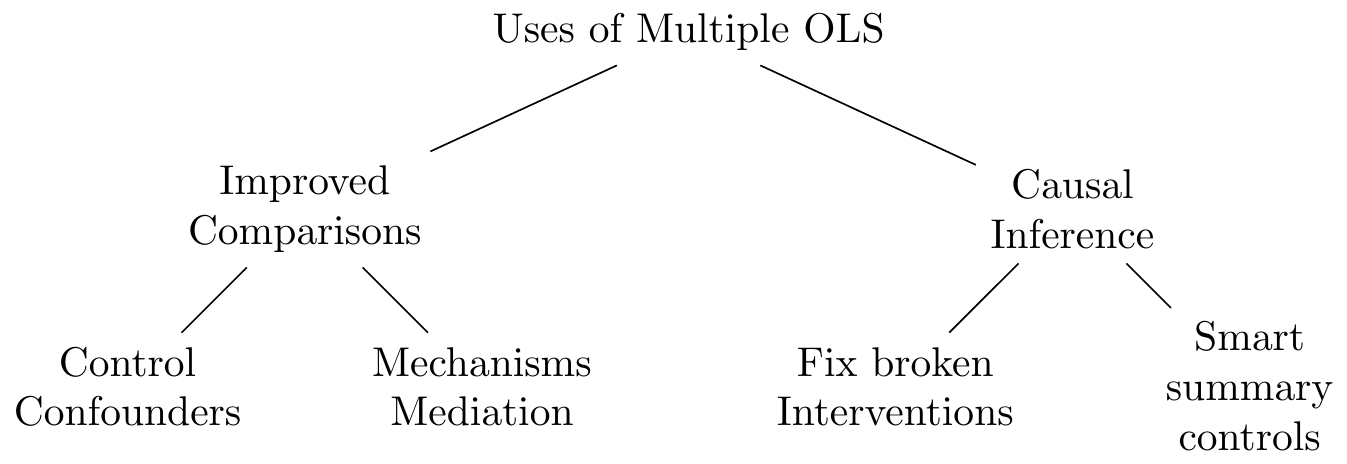 Uses of Multiple OLS
Improved
Comparisons
Causal
Inference
Control
Confounders
Mechanisms
Mediation
Fix broken
Interventions
Smart
summary
controls